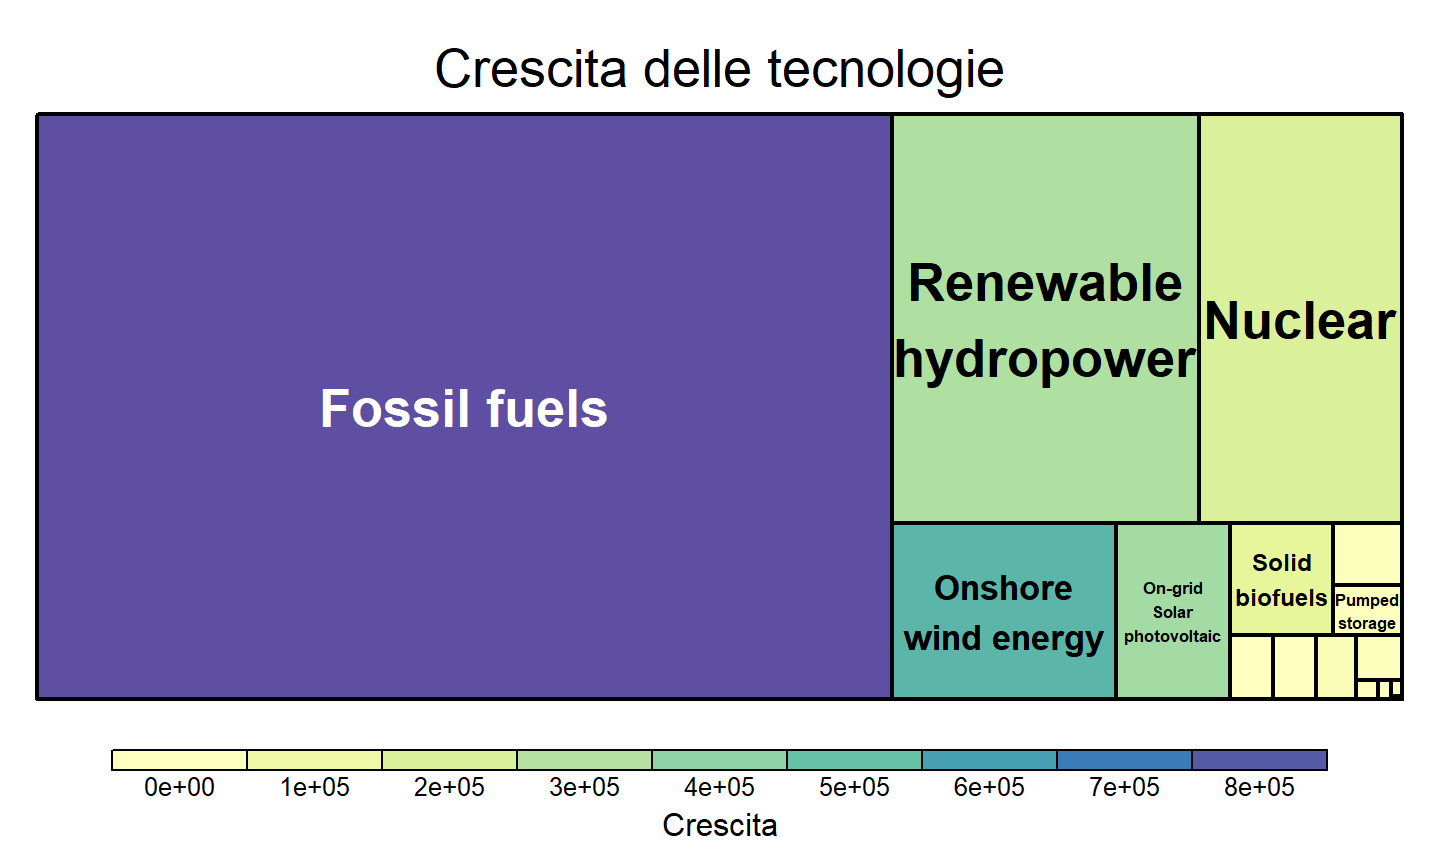 Crescita delle tecnologie
Fossil fuels
Renewable
hydropower
Nuclear
Onshore
wind energy
On-grid
Solar
photovoltaic
Solid
biofuels
Pumped
storage
0e+00 1e+05 2e+05 3e+05 4e+05 5e+05 6e+05 7e+05 8e+05
Crescita